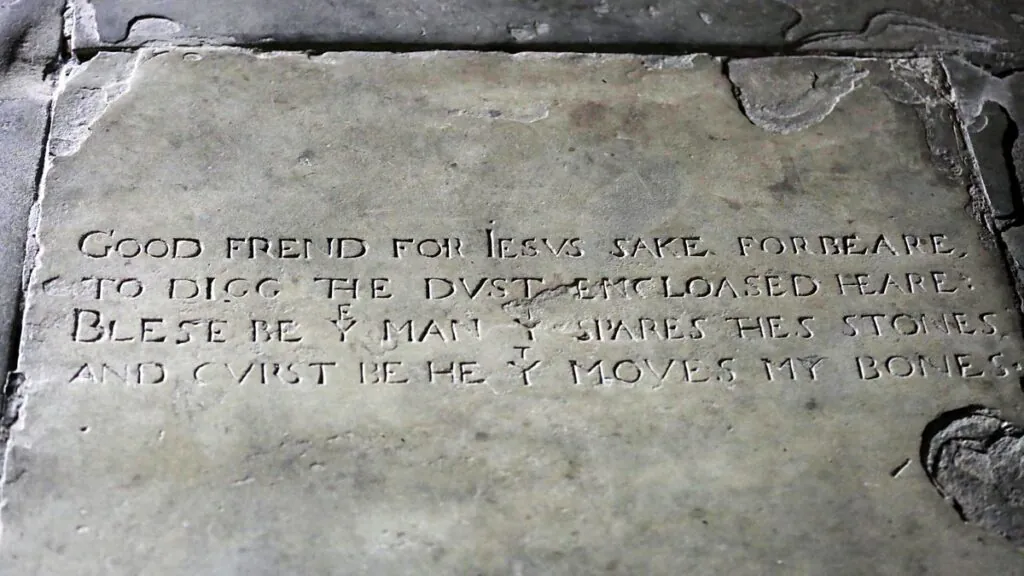 GOOD FREND FOR IESVS SAKE FORBEARE,
TO DIGG THE DVST ENCLOASED HEARE:
BLESE BE Yᴱ MAN Yᵀ SPARES THES STONES
AND CVRST BE HE Yᵀ MOVES MY BONES.